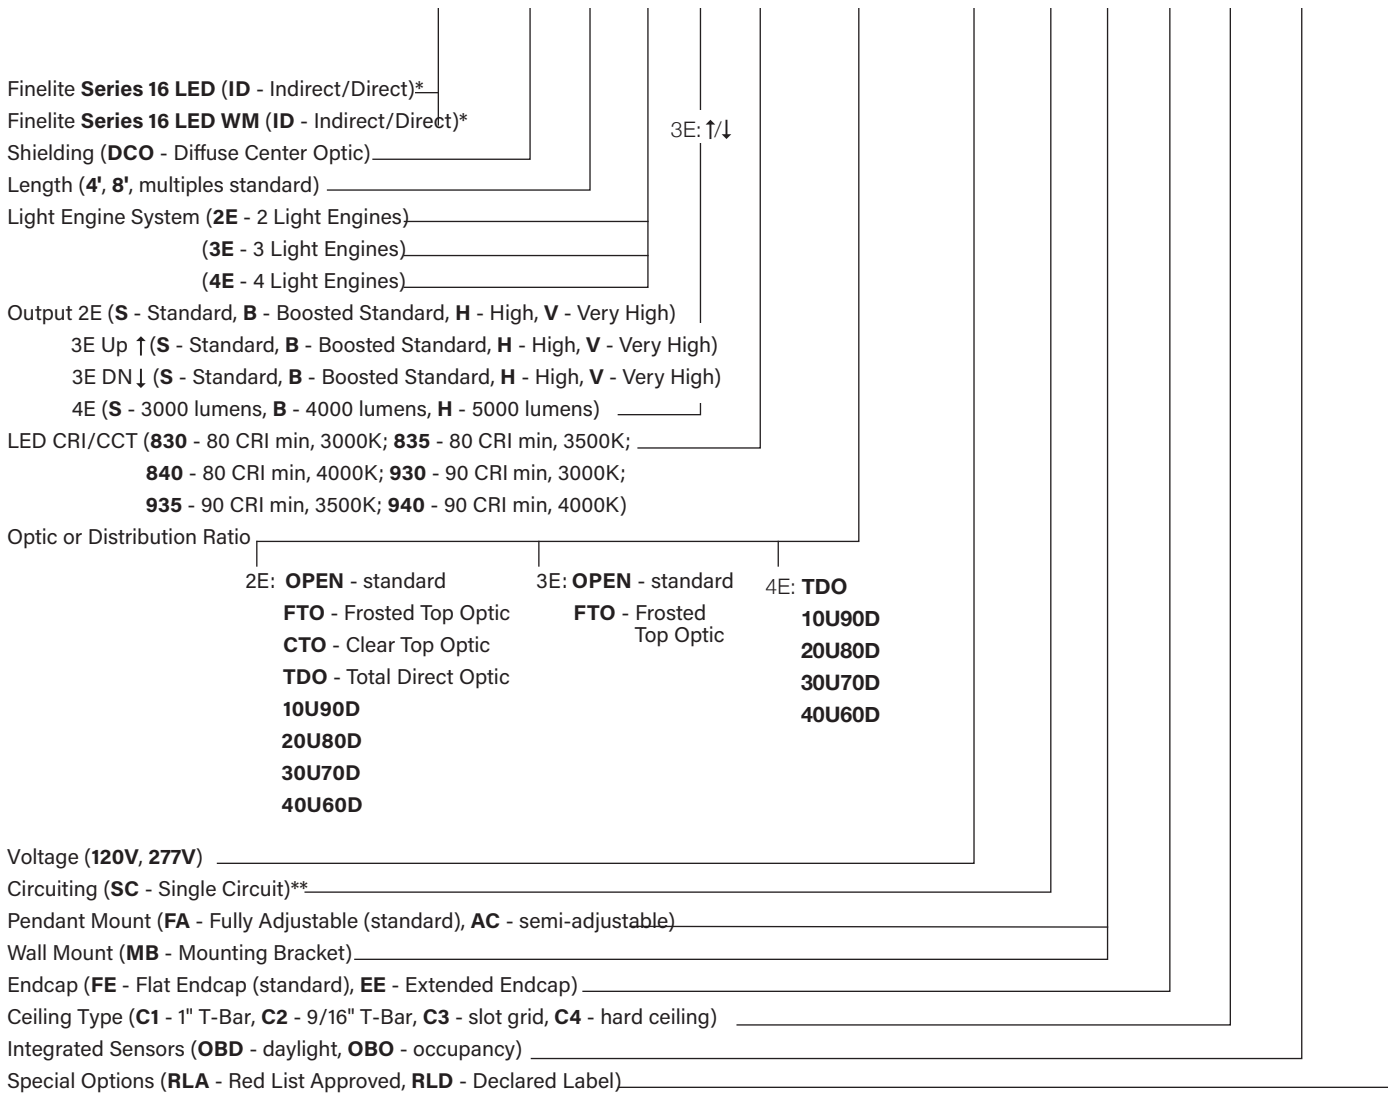 Finelite Series 16 LED (ID - Indirect/Direct)*
Finelite Series 16 LED WM (ID - Indirect/Direct)*
3E: ↑/↓
Shielding (DCO - Diffuse Center Optic)
Length (4', 8', multiples standard)
Light Engine System (2E - 2 Light Engines)
(3E - 3 Light Engines)
(4E - 4 Light Engines)
Output 2E (S - Standard, B - Boosted Standard, H - High, V - Very High)
3E Up ↑ (S - Standard, B - Boosted Standard, H - High, V - Very High)
3E DN ↓ (S - Standard, B - Boosted Standard, H - High, V - Very High)
4E (S - 3000 lumens, B - 4000 lumens, H - 5000 lumens)
LED CRI/CCT (830 - 80 CRI min, 3000K; 835 - 80 CRI min, 3500K;
840 - 80 CRI min, 4000K; 930 - 90 CRI min, 3000K;
935 - 90 CRI min, 3500K; 940 - 90 CRI min, 4000K)
Optic or Distribution Ratio
2E: OPEN - standard
FTO - Frosted Top Optic
CTO - Clear Top Optic
TDO - Total Direct Optic
10U90D
20U80D
30U70D
40U60D
3E: OPEN - standard
FTO - Frosted
Top Optic
4E: TDO
10U90D
20U80D
30U70D
40U60D
Voltage (120V, 277V)
Circuiting (SC - Single Circuit)**
Pendant Mount (FA - Fully Adjustable (standard), AC - semi-adjustable)
Wall Mount (MB - Mounting Bracket)
Endcap (FE - Flat Endcap (standard), EE - Extended Endcap)
Ceiling Type (C1 - 1" T-Bar, C2 - 9/16" T-Bar, C3 - slot grid, C4 - hard ceiling)
Integrated Sensors (OBD - daylight, OBO - occupancy)
Special Options (RLA - Red List Approved, RLD - Declared Label)